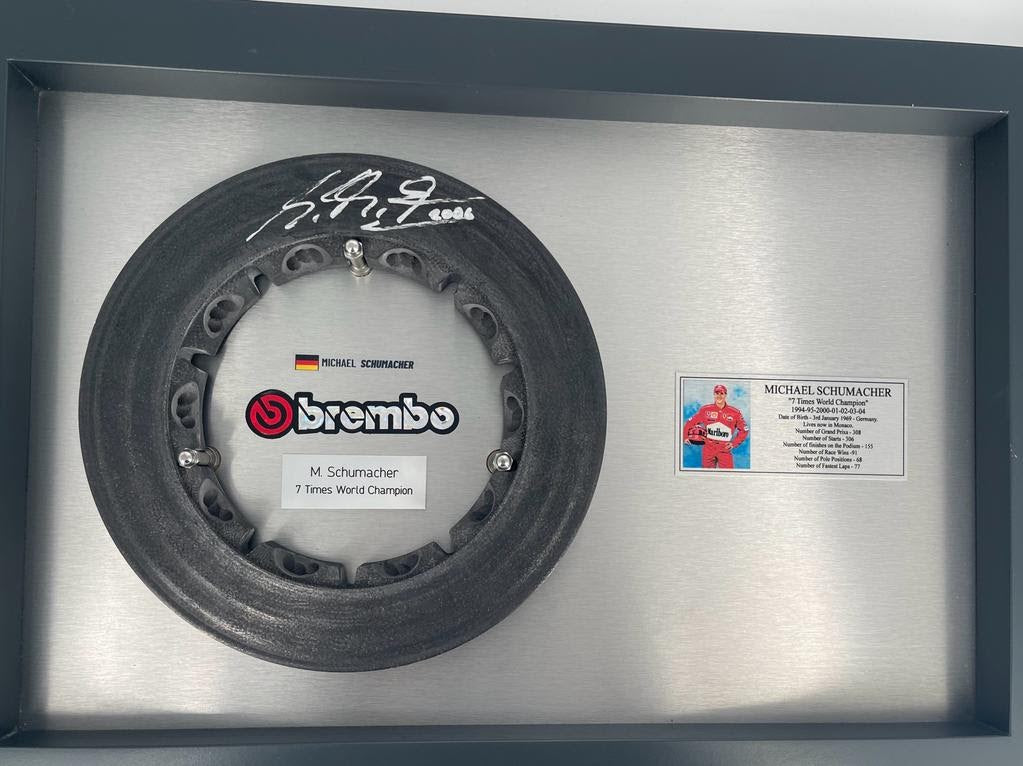 2006
MICHAEL SCHUMACHER
brembo
M. Schumacher
7 Times World Champion
MICHAEL SCHUMACHER
"7 Times World Champion"
1994-95-2000-01-02-03-04
Date of Birth - 3rd January 1969 - Germany.
Lives now in Monaco.
Number of Grand Prixs - 308
Number of Starts - 306
Number of finishes on the Podium - 155
Number of Race Wins -91
Number of Pole Positions - 68
Number of Fastest Laps - 77
Marlboro